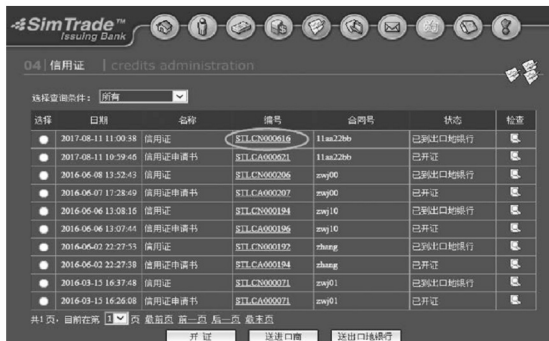 SimTrade™
Issuing Bank
04 信用证 credits administration
选择查询条件： 所有
选择 日期 名称 编号 合同号 状态 检查
2017-08-11 11:00:38 信用证 STLCN000616 11aa22bb 已到出口地银行
2017-08-11 10:59:46 信用证申请书 STLCA000621 11aa22bb 已开证
2016-06-08 13:52:43 信用证 STLCN000206 zwj00 已到出口地银行
2016-06-07 17:28:49 信用证申请书 STLCA000207 zwj00 已开证
2016-06-06 13:08:16 信用证 STLCN000194 zwj10 已到出口地银行
2016-06-06 13:07:44 信用证申请书 STLCA000196 zwj10 已开证
2016-06-02 22:27:53 信用证 STLCN000192 zhang 已到出口地银行
2016-06-02 22:27:38 信用证申请书 STLCA000194 zhang 已开证
2016-03-15 16:37:48 信用证 STLCN000071 zwj01 已到出口地银行
2016-03-15 16:26:08 信用证申请书 STLCA000071 zwj01 已开证
共1页，目前在第 1 页 最前页 前一页 后一页 最末页
开证 送进口商 送出口地银行